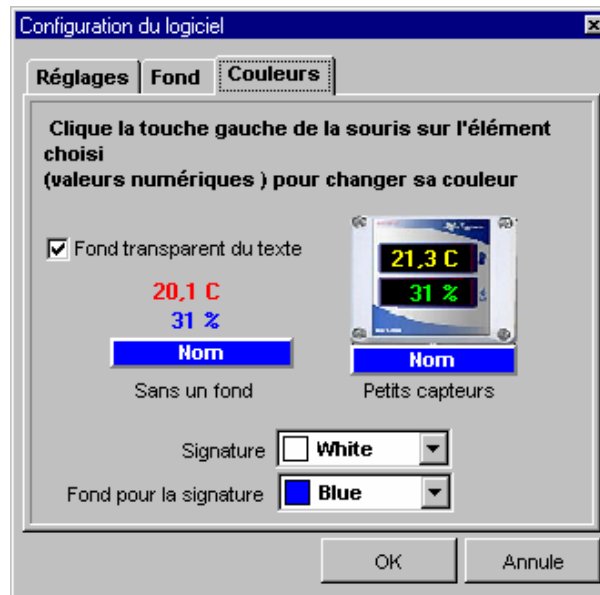 Configuration du logiciel
Réglages
Fond
Couleurs
Clique la touche gauche de la souris sur l'élément
choisi
(valeurs numériques ) pour changer sa couleur
Fond transparent du texte
20,1 C
31 %
Nom
Sans un fond
21,3 C
31 %
Nom
Petits capteurs
Signature
White
Fond pour la signature
Blue
OK
Annule